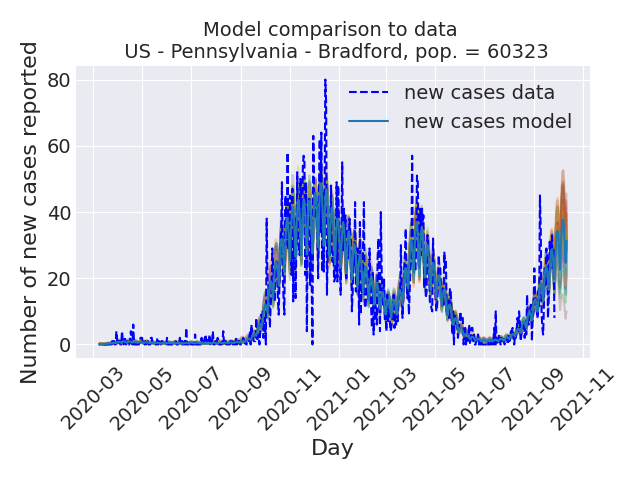 Model comparison to data
US - Pennsylvania - Bradford, pop. = 60323
Number of new cases reported
80
60
40
20
0
new cases data
new cases model
2020-03
2020-05
2020-07
2020-09
2020-11
2021-01
2021-03
2021-05
2021-07
2021-09
2021-11
Day